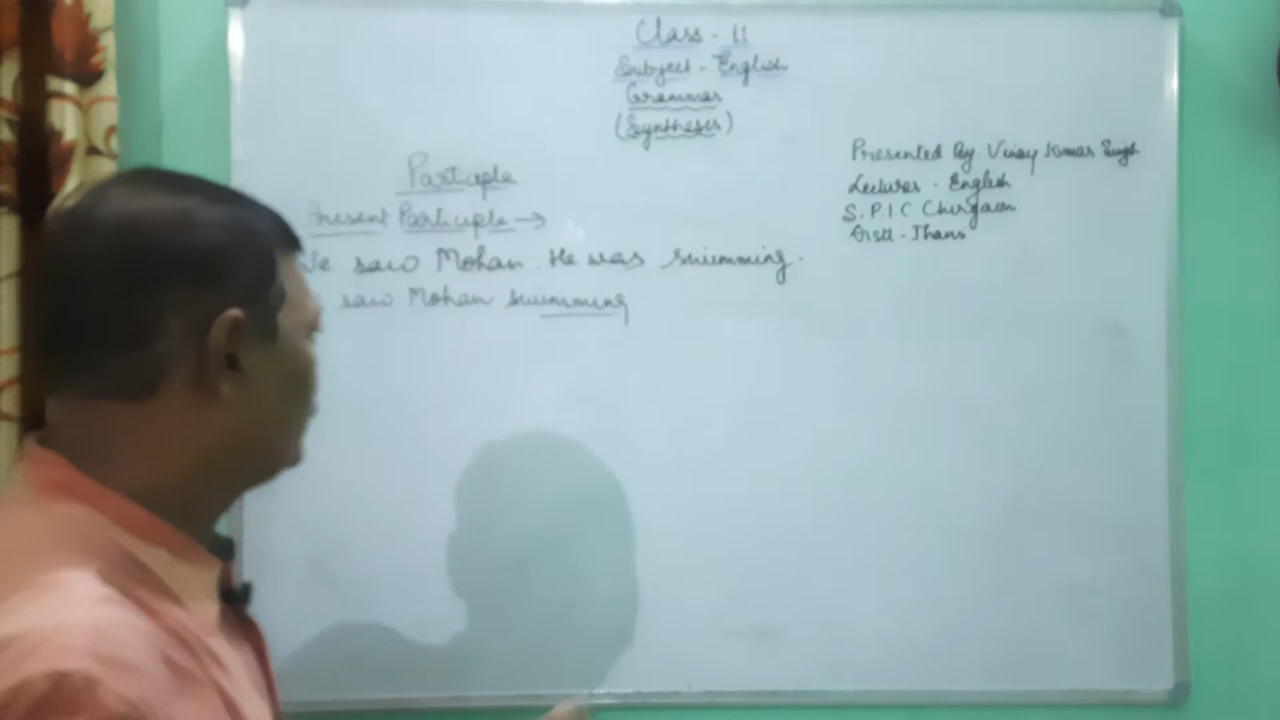 Class - 11
Subject - English
Grammar
(Synthesis)
Presented By Vinay Kumar Singh
Lecturer - English
S.P.I.C Chirgaon
Distt - Jhansi
Participle
Present Participle →
We saw Mohan. He was swimming.
saw Mohan swimming